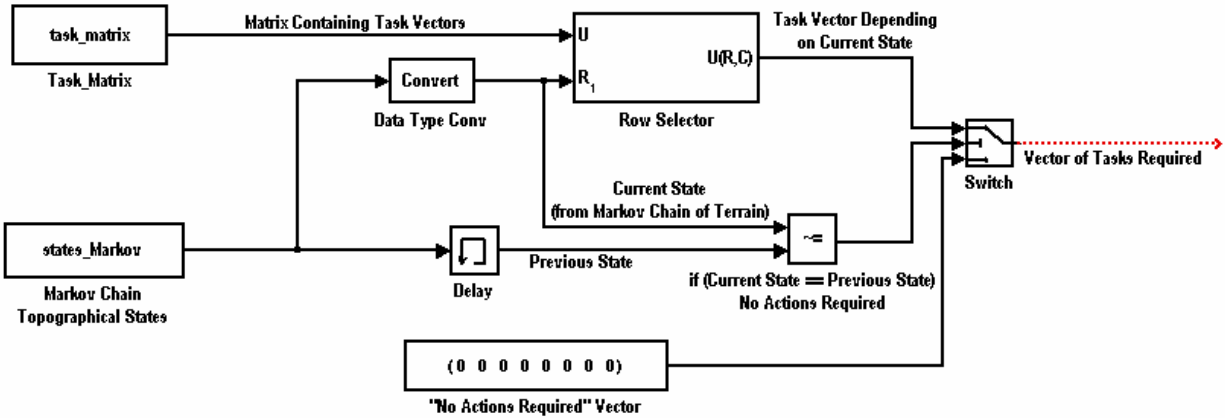 task_matrix
Task_Matrix
Matrix Containing Task Vectors
U
R1
U(R,C)
Row Selector
Task Vector Depending
on Current State
Convert
Data Type Conv
Switch
Vector of Tasks Required
states_Markov
Markov Chain
Topographical States
Delay
Previous State
Current State
(from Markov Chain of Terrain)
~=
if (Current State == Previous State)
No Actions Required
(0 0 0 0 0 0 0 0)
"No Actions Required" Vector